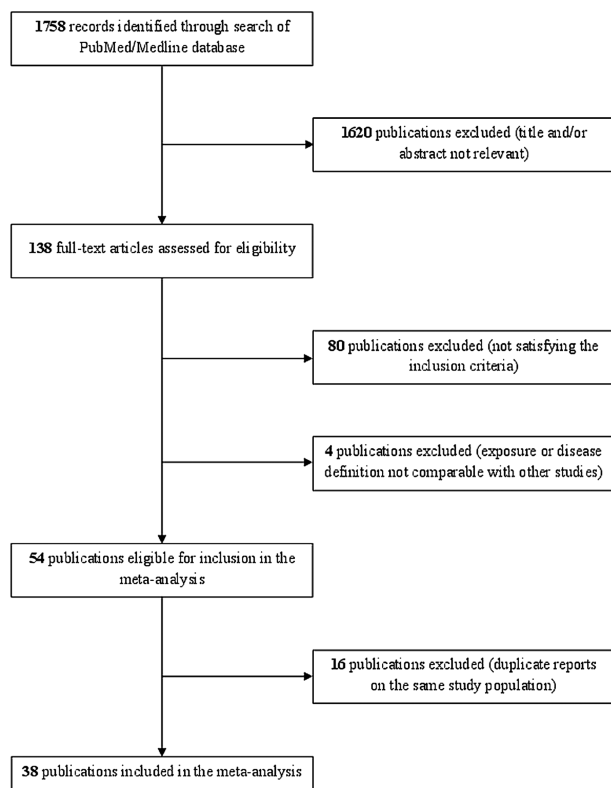 1758 records identified through search of
PubMed/Medline database
1620 publications excluded (title and/or
abstract not relevant)
138 full-text articles assessed for eligibility
80 publications excluded (not satisfying the
inclusion criteria)
4 publications excluded (exposure or disease
definition not comparable with other studies)
54 publications eligible for inclusion in the
meta-analysis
16 publications excluded (duplicate reports
on the same study population)
38 publications included in the meta-analysis